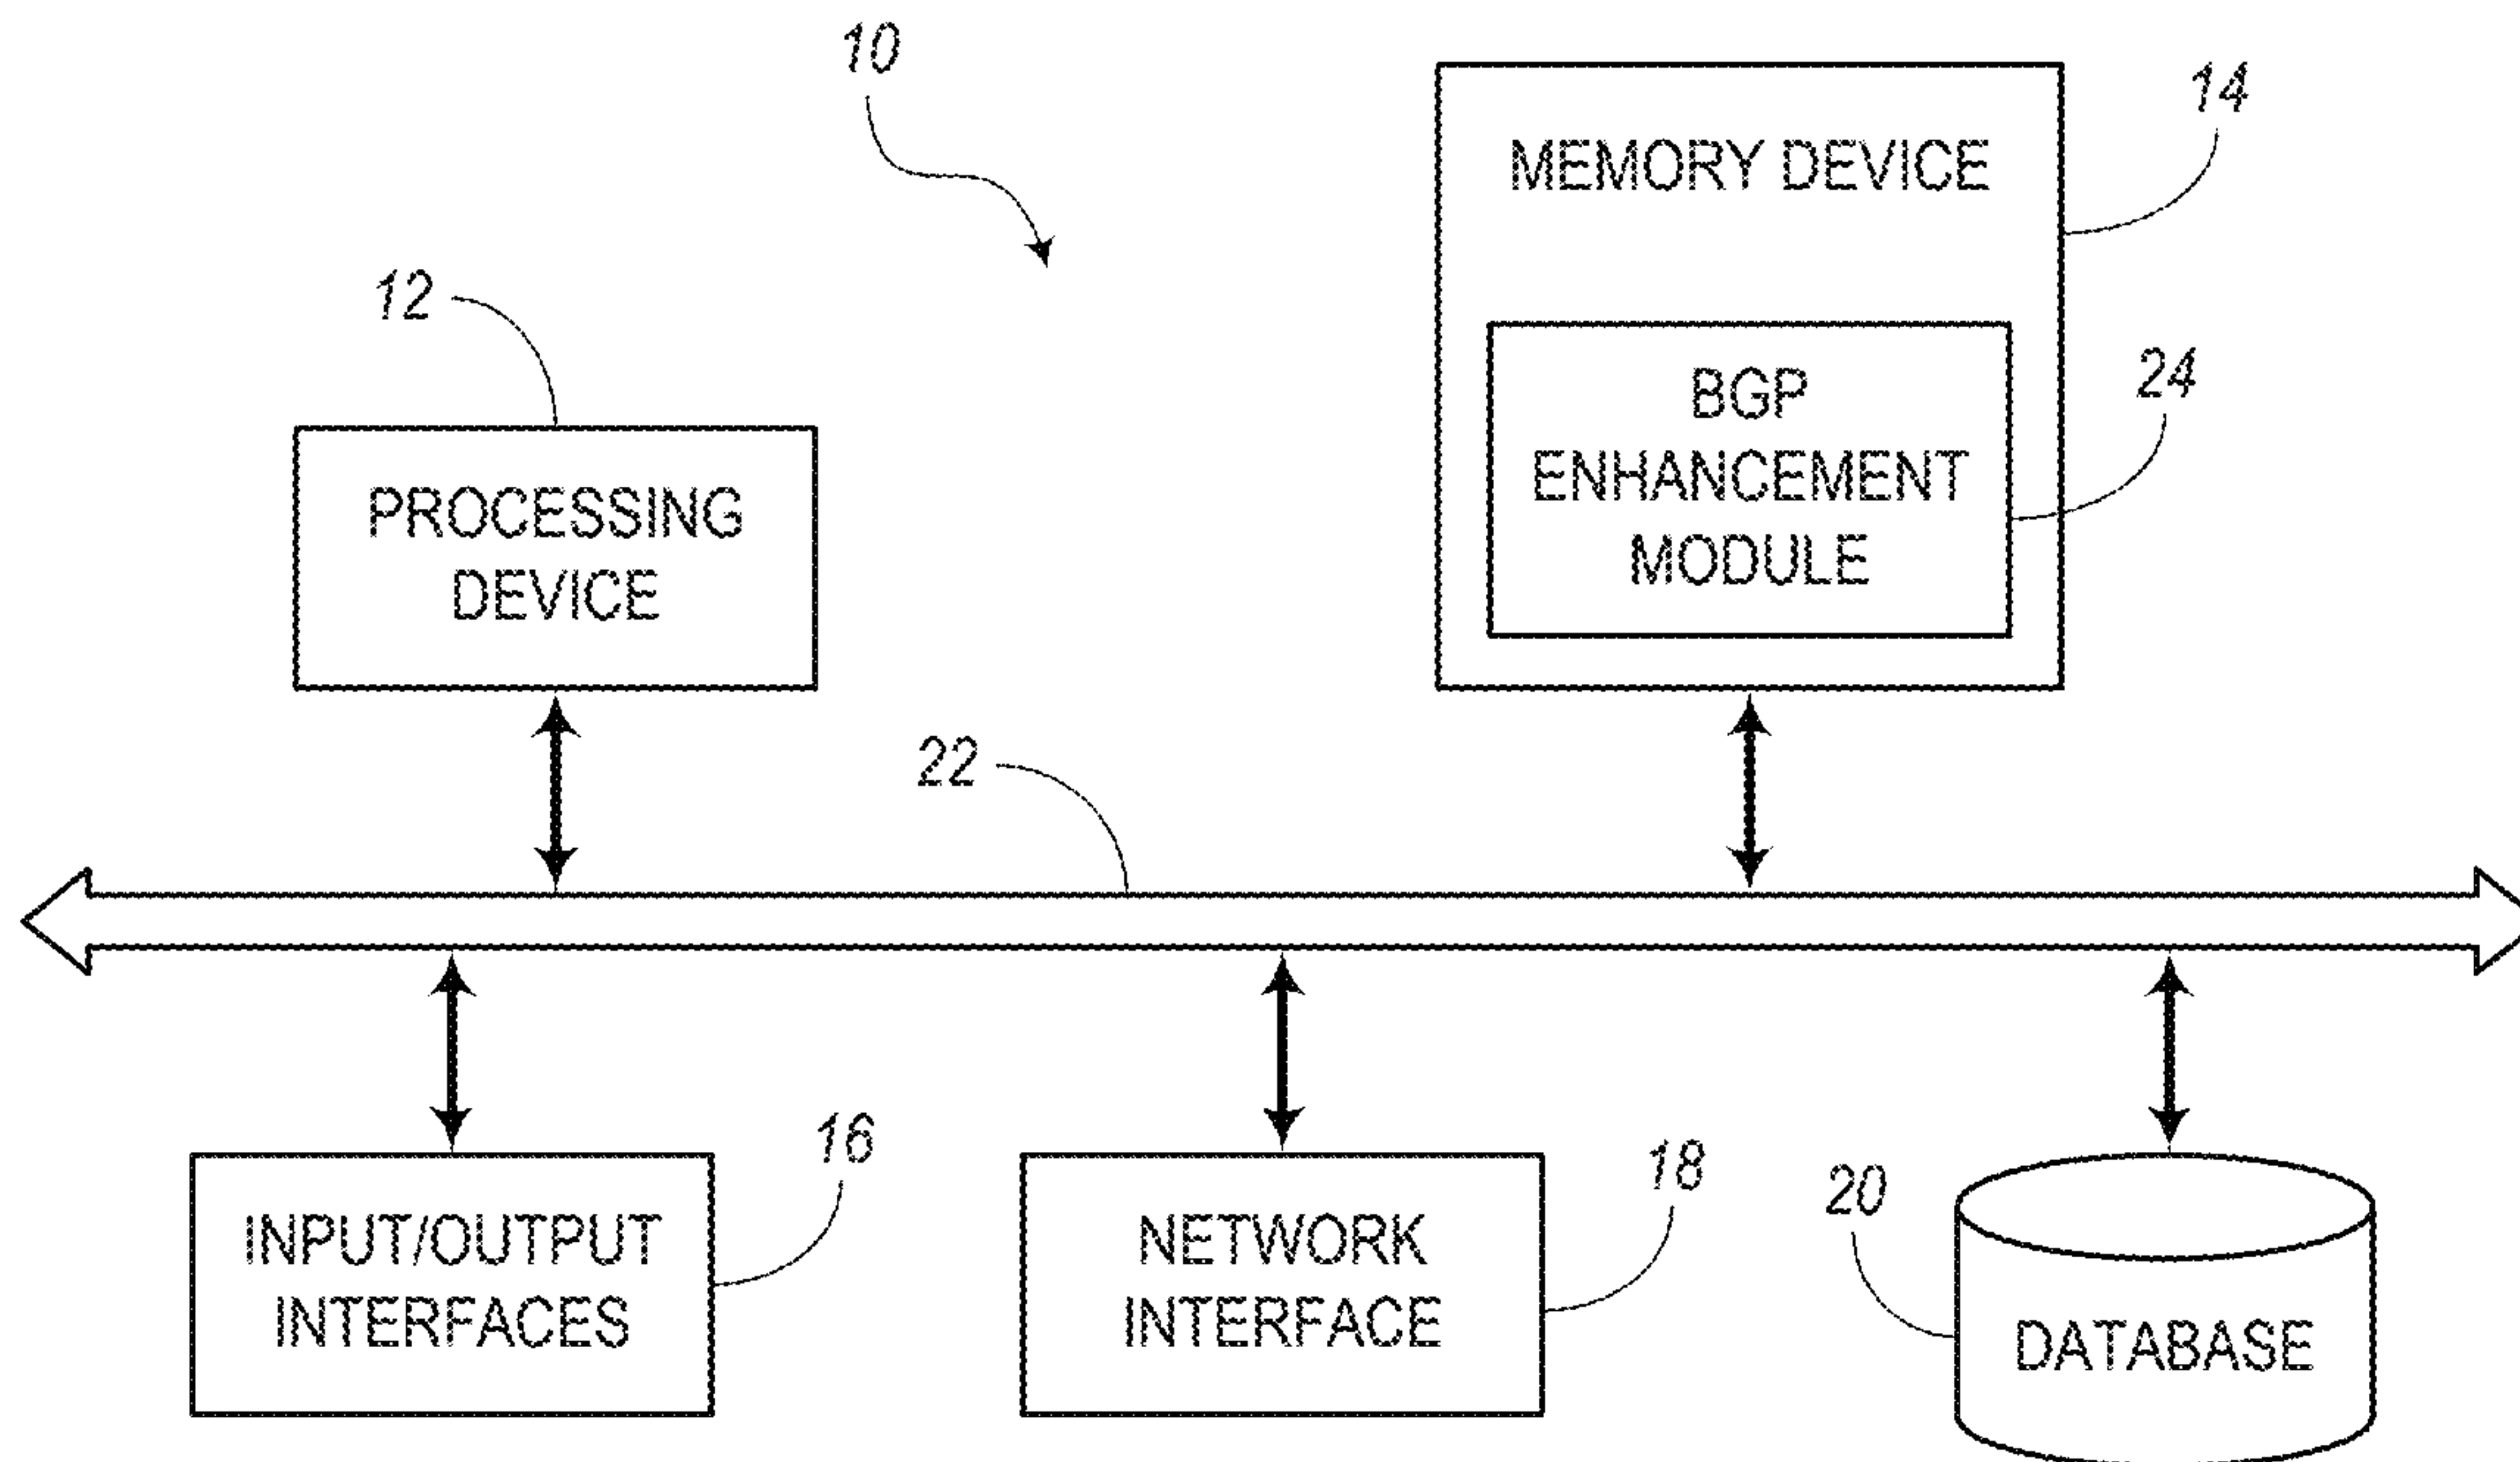 10
14
MEMORY DEVICE
12
BGP
ENHANCEMENT
MODULE
24
PROCESSING
DEVICE
22
16
18
20
INPUT/OUTPUT
INTERFACES
NETWORK
INTERFACE
DATABASE